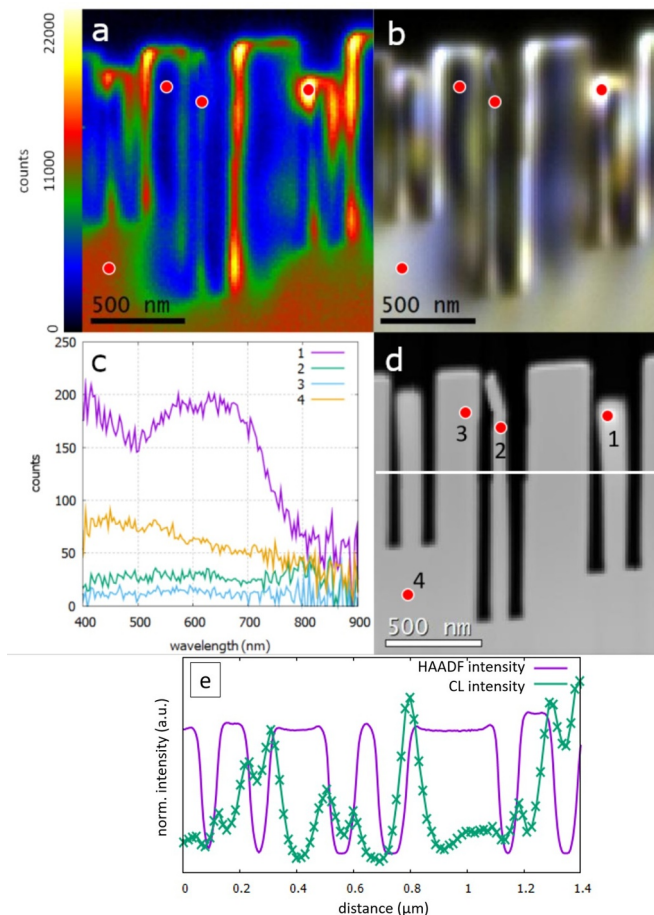 a
b
22000
11000
0
counts
500 nm
500 nm
c
250
200
150
100
50
0
counts
1
2
3
4
400
500
600
700
800
900
wavelength (nm)
d
3
2
1
4
500 nm
e
HAADF intensity
CL intensity
norm. intensity (a.u.)
0
0.2
0.4
0.6
0.8
1
1.2
1.4
distance (μm)